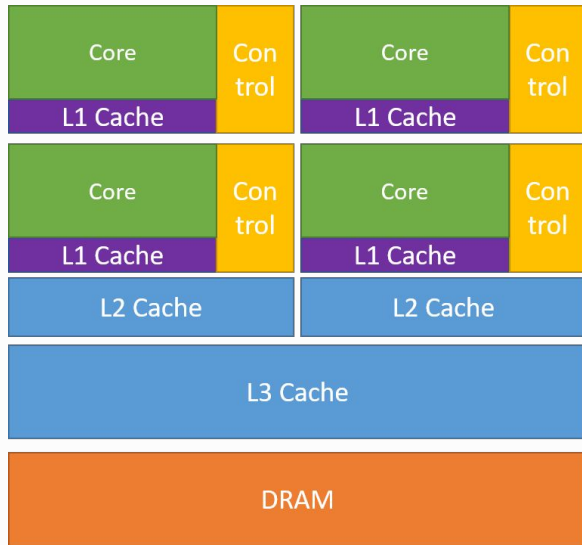 Core
Con
trol
L1 Cache
Core
Con
trol
L1 Cache
Core
Con
trol
L1 Cache
Core
Con
trol
L1 Cache
L2 Cache
L2 Cache
L3 Cache
DRAM